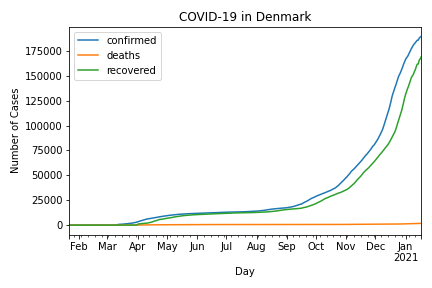 COVID-19 in Denmark
confirmed
deaths
recovered
Number of Cases
175000
150000
125000
100000
75000
50000
25000
0
Feb Mar Apr May Jun Jul Aug Sep Oct Nov Dec Jan
2021
Day